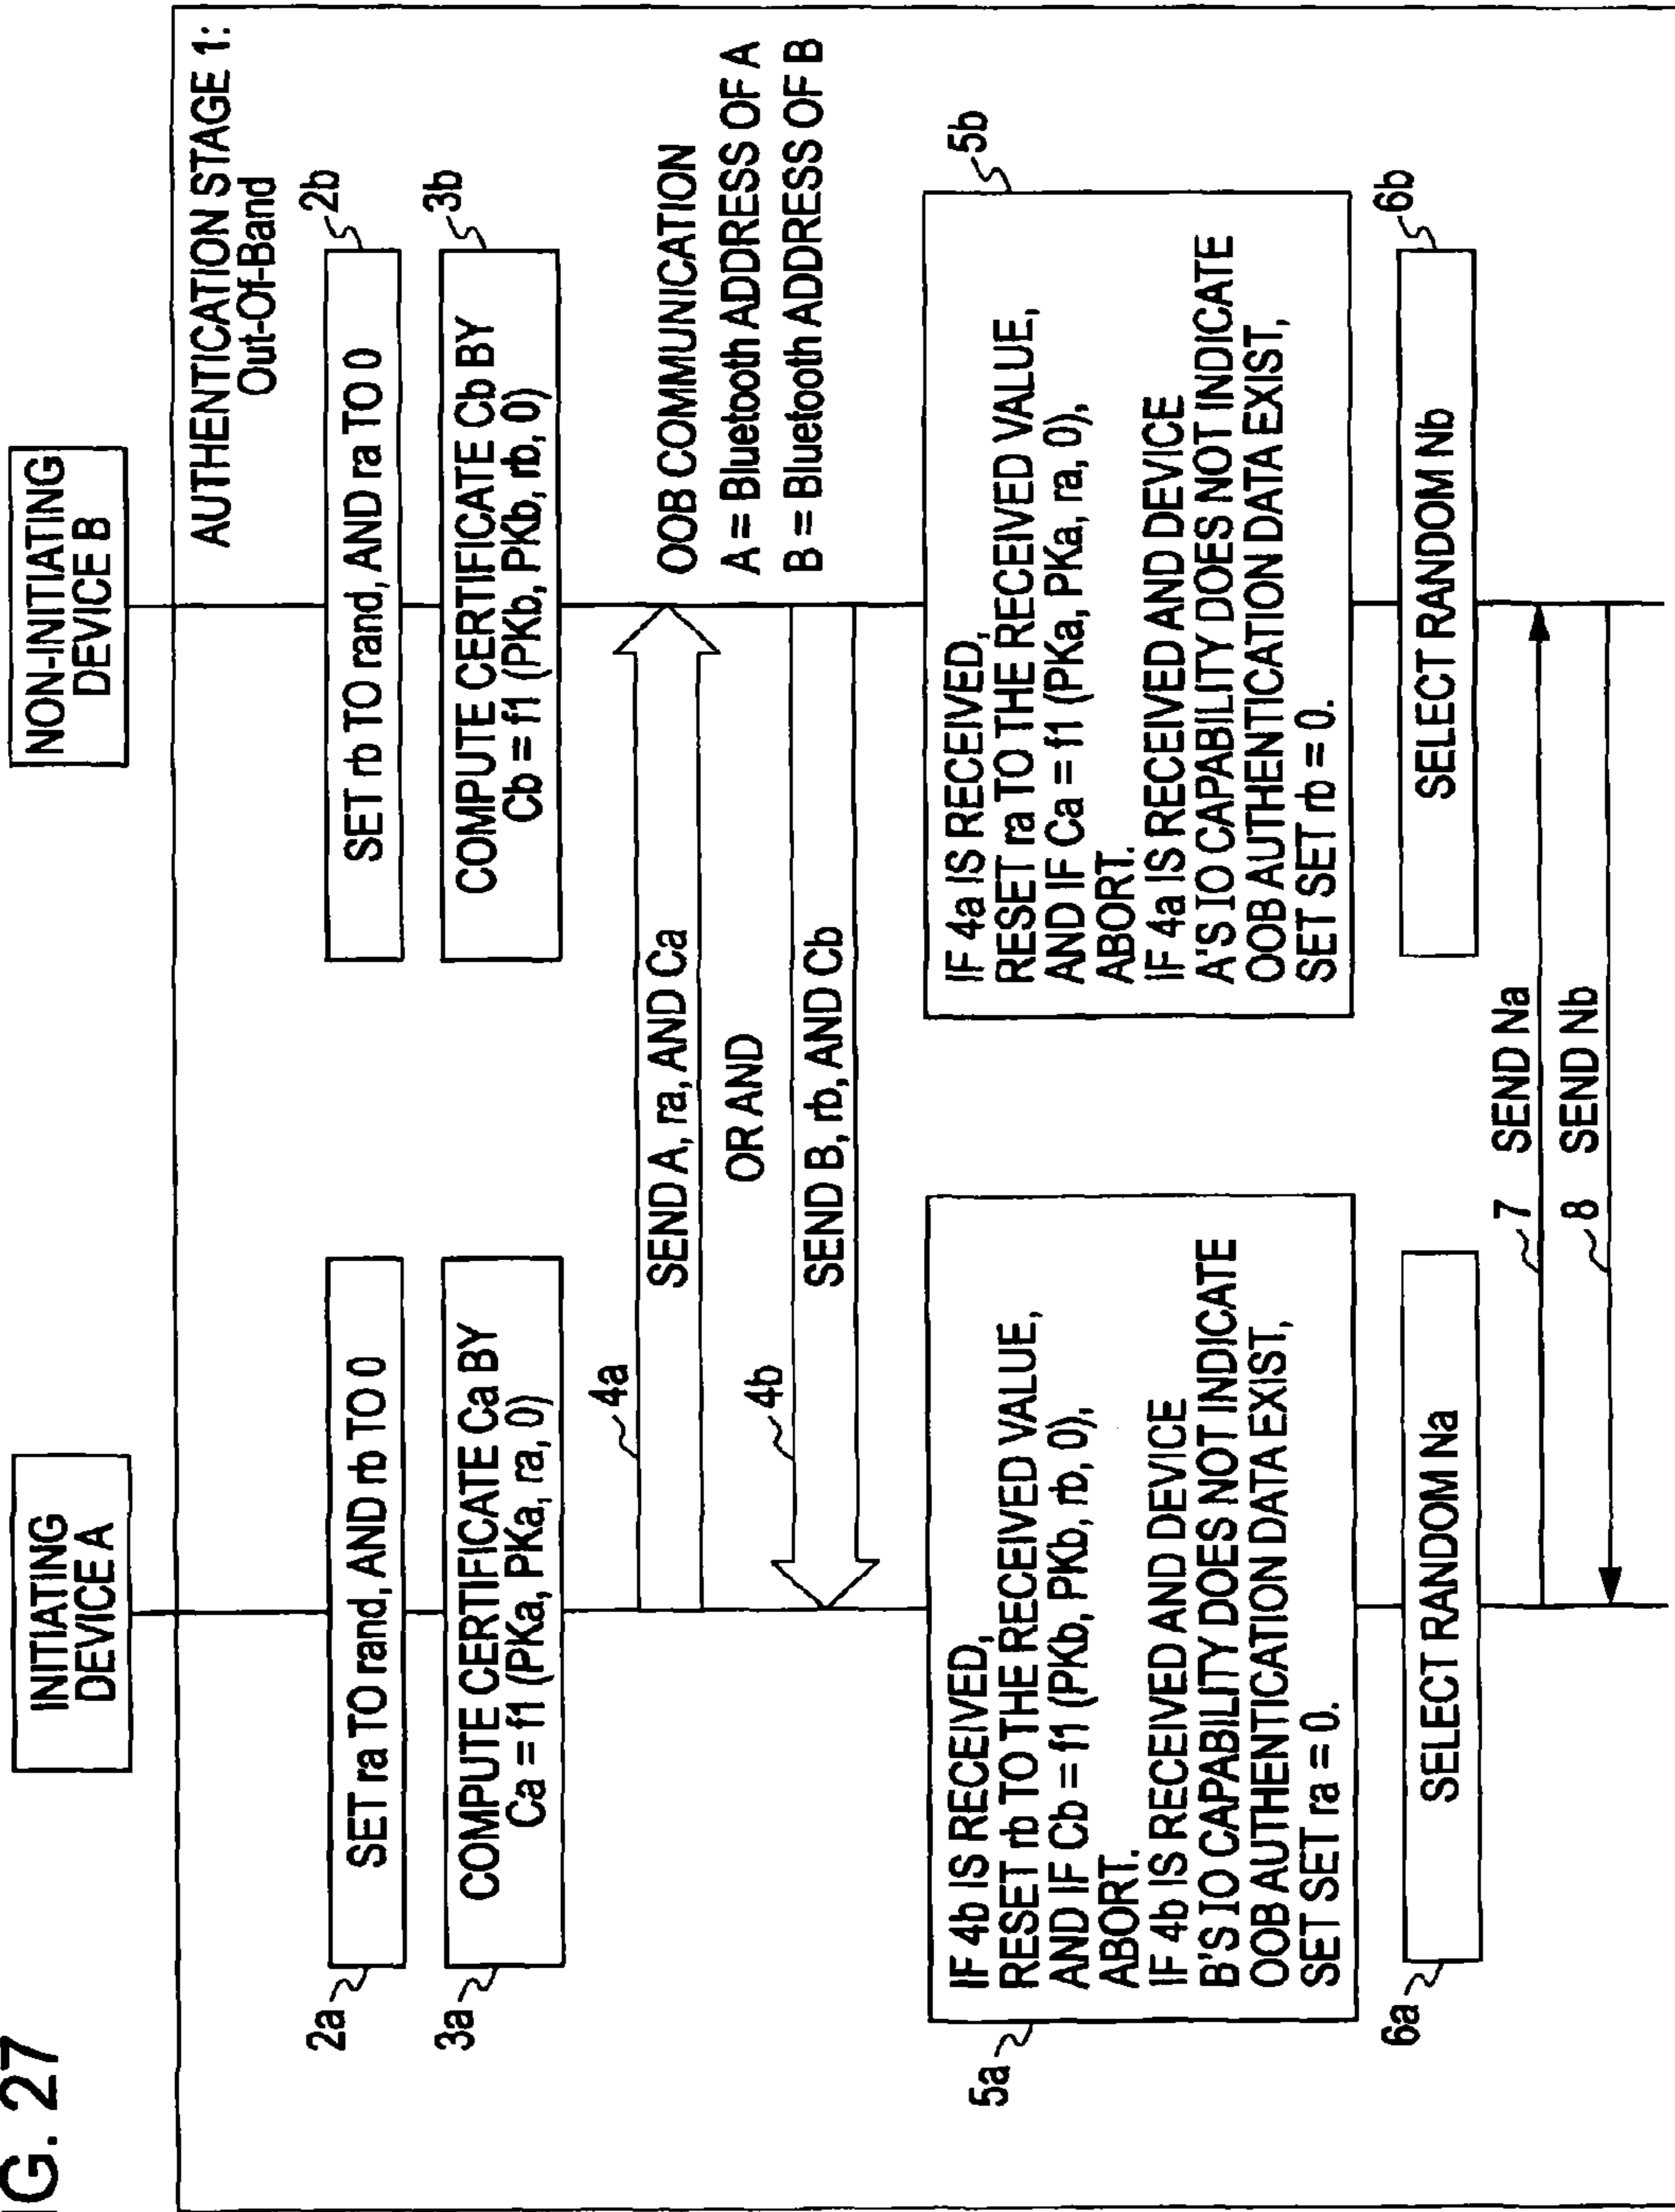 G. 27
INITIATING
DEVICE A
NON-INITIATING
DEVICE B
AUTHENTICATION STAGE 1:
Out-Of-Band
2a
SET ra TO rand, AND rb TO 0
SET rb TO rand, AND ra TO 0
2b
3a
COMPUTE CERTIFICATE Ca BY
Ca = f1 (PKa, PKa, ra, 0)
COMPUTE CERTIFICATE Cb BY
Cb = f1 (PKb, PKb, rb, 0)
3b
4a
SEND A, ra, AND Ca
OR AND
4b
SEND B, rb, AND Cb
OOB COMMUNICATION
A = Bluetooth ADDRESS OF A
B = Bluetooth ADDRESS OF B
5a
IF 4b IS RECEIVED,
RESET rb TO THE RECEIVED VALUE,
AND IF Cb = f1 (PKb, PKb, rb, 0),
ABORT.
IF 4b IS RECEIVED AND DEVICE
B'S IO CAPABILITY DOES NOT INDICATE
OOB AUTHENTICATION DATA EXIST,
SET SET ra = 0.
5b
IF 4a IS RECEIVED,
RESET ra TO THE RECEIVED VALUE,
AND IF Ca = f1 (PKa, PKa, ra, 0),
ABORT.
IF 4a IS RECEIVED AND DEVICE
A'S IO CAPABILITY DOES NOT INDICATE
OOB AUTHENTICATION DATA EXIST,
SET SET rb = 0.
6a
SELECT RANDOM Na
SELECT RANDOM Nb
6b
7 SEND Na
8 SEND Nb